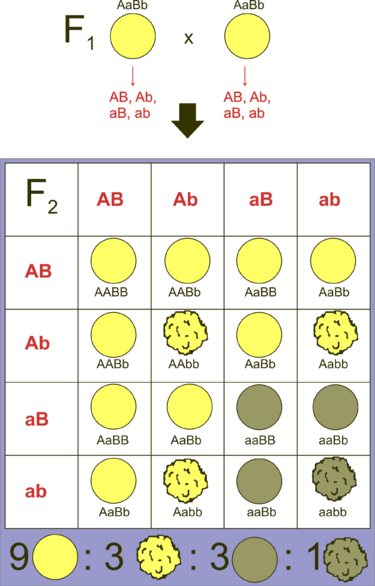 AaBb AaBb
F1 x
AB, Ab, AB, Ab,
aB, ab aB, ab
F2 AB Ab aB ab
AB
AABB AABb AaBB AaBb
Ab
AABb AAbb AaBb Aabb
aB
AaBB AaBb aaBB aaBb
ab
AaBb Aabb aaBb aabb
9 : 3 : 3 : 1